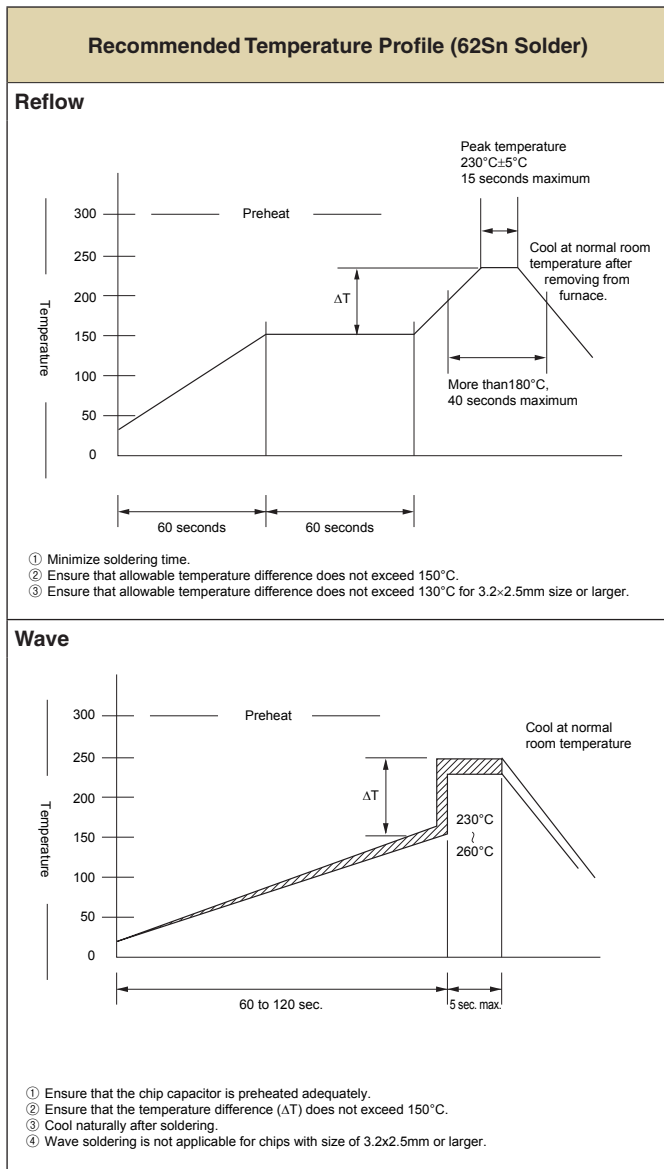 Recommended Temperature Profile (62Sn Solder)
Reflow
Peak temperature
230°C±5°C
15 seconds maximum
300
Preheat
250
Cool at normal room
temperature after
removing from
furnace.
200
ΔT
Temperature
150
100
More than180°C,
40 seconds maximum
50
0
60 seconds
60 seconds
① Minimize soldering time.
② Ensure that allowable temperature difference does not exceed 150°C.
③ Ensure that allowable temperature difference does not exceed 130°C for 3.2×2.5mm size or larger.
Wave
300
Preheat
Cool at normal
room temperature
250
ΔT
200
Temperature
150
230°C
~
260°C
100
50
0
60 to 120 sec.
5 sec. max.
① Ensure that the chip capacitor is preheated adequately.
② Ensure that the temperature difference (ΔT) does not exceed 150°C.
③ Cool naturally after soldering.
④ Wave soldering is not applicable for chips with size of 3.2x2.5mm or larger.